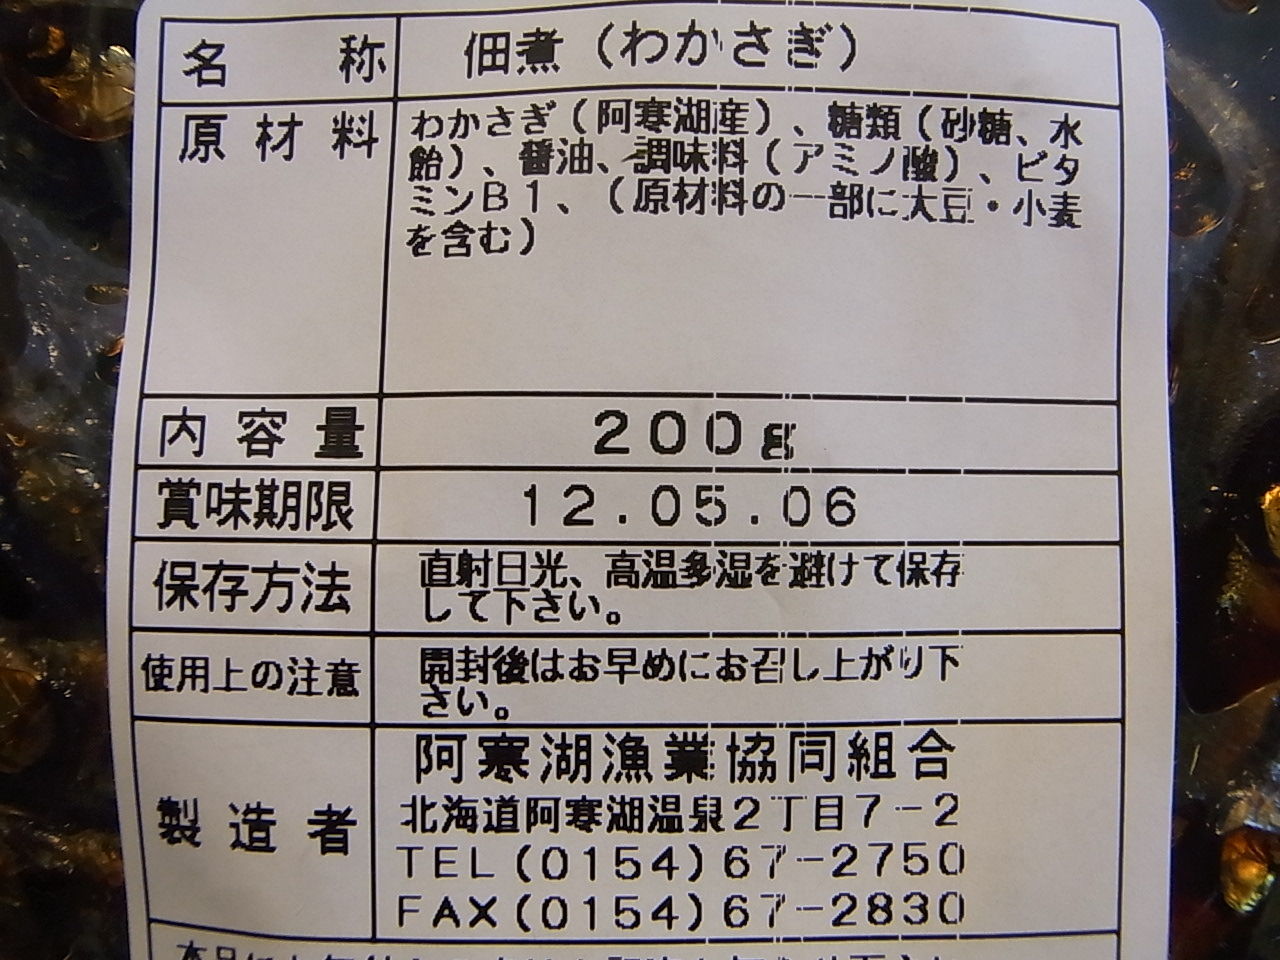 名称 佃煮（わかさぎ）
原材料 わかさぎ（阿寒湖産）、糖類（砂糖、水
飴）、醤油、調味料（アミノ酸）、ビタ
ミンB1、（原材料の一部に大豆・小麦
を含む）
内容量 200g
賞味期限 12.05.06
保存方法 直射日光、高温多湿を避けて保存
して下さい。
使用上の注意 開封後はお早めにお召し上がり下
さい。
製造者 阿寒湖漁業協同組合
北海道阿寒湖温泉2丁目7-2
TEL(0154)67-2750
FAX(0154)67-2830